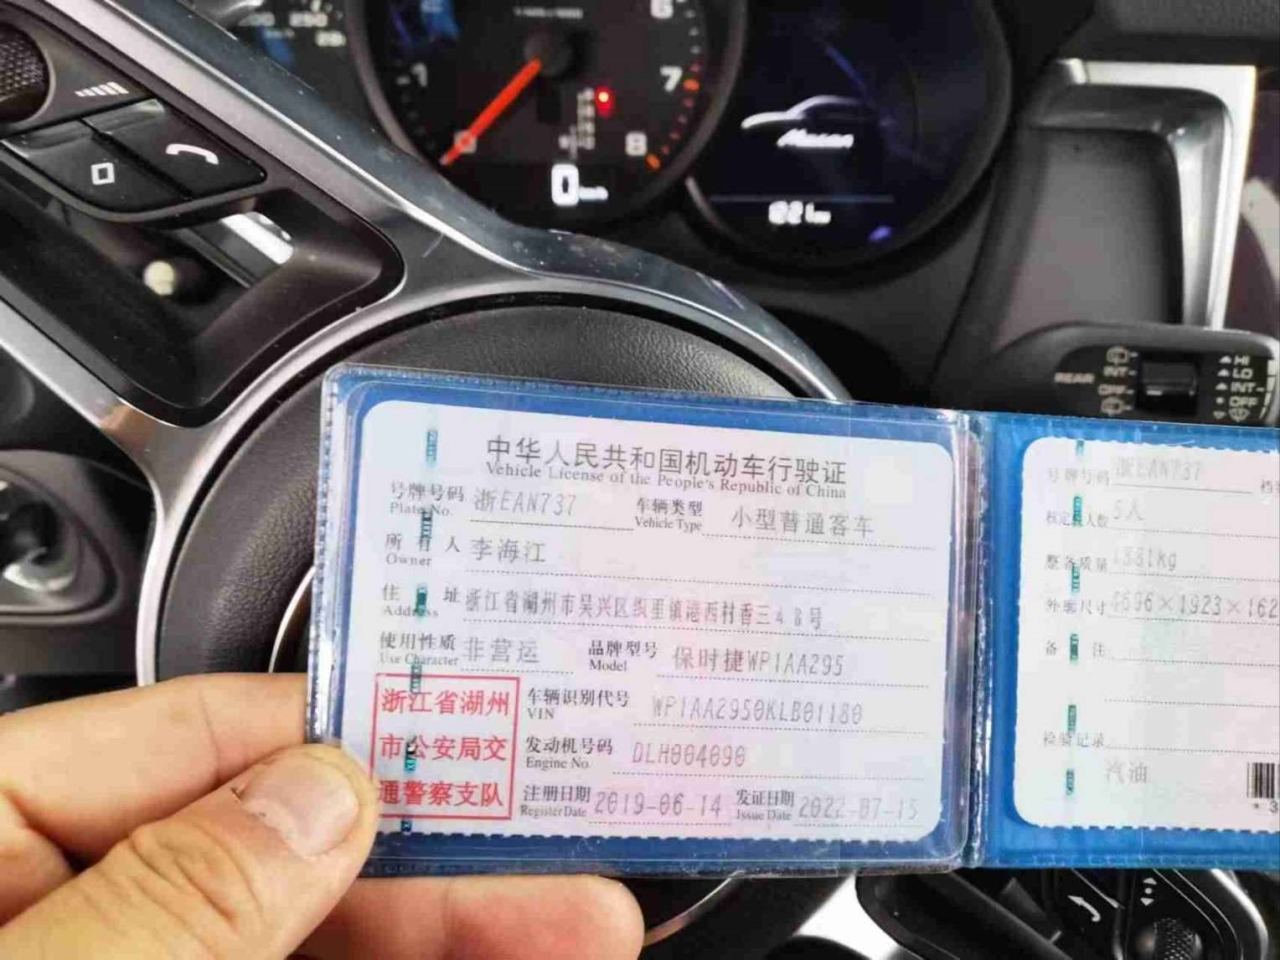 250
1
6
7
8
0
0 km/h
Macan
REAR
INT
OFF
HI
LO
INT
OFF
中华人民共和国机动车行驶证
Vehicle License of the People's Republic of China
号牌号码 浙EAN737 车辆类型 小型普通客车
Plate No. Vehicle Type
所有人 李海江
Owner
住址 浙江省湖州市吴兴区织里镇港西村香三48号
Address
使用性质 非营运 品牌型号 保时捷WP1AA295
Use Character Model
浙江省湖州
市公安局交
通警察支队
车辆识别代号 WP1AA2950KLB01180
VIN
发动机号码 DLH004090
Engine No.
注册日期 2019-06-14 发证日期 2022-07-15
Register Date Issue Date
号牌号码 浙EAN737
核定载人数 5人
整备质量 1881kg
外廓尺寸 4696×1923×162
备注
检验记录
汽油